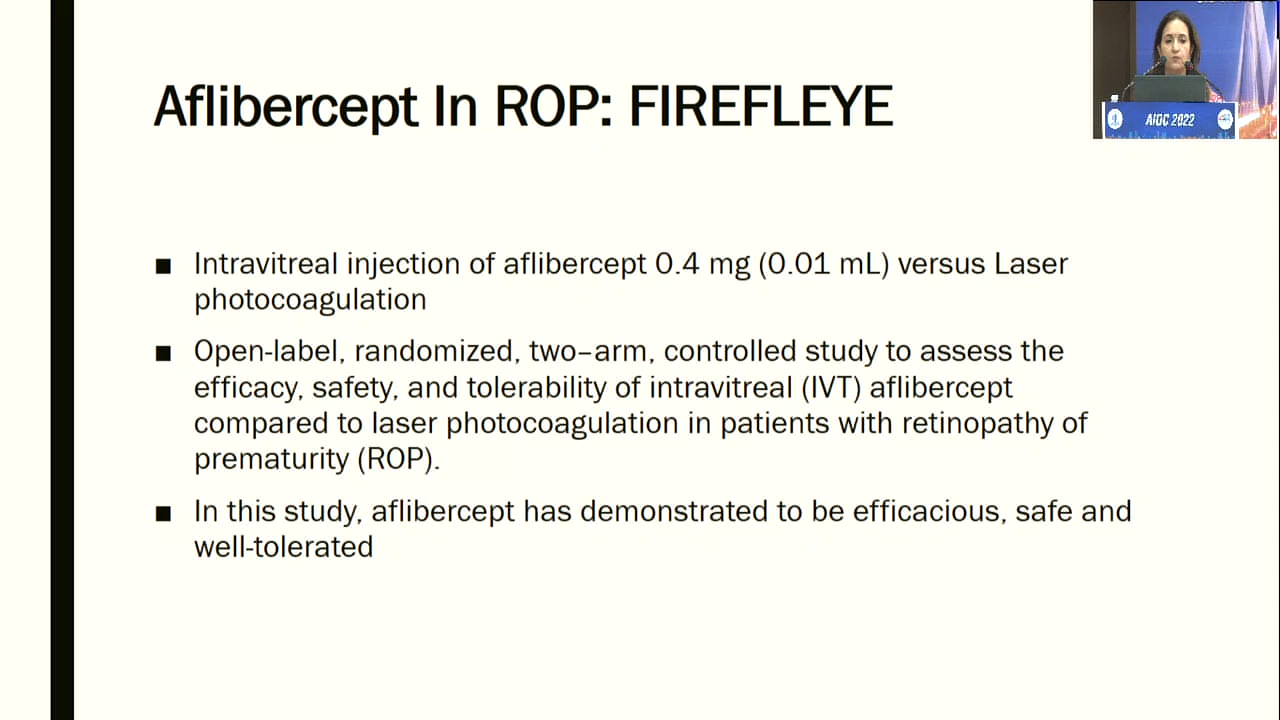 Aflibercept In ROP: FIREFLEYE
AIOC 2022
■ Intravitreal injection of aflibercept 0.4 mg (0.01 mL) versus Laser
photocoagulation
■ Open-label, randomized, two–arm, controlled study to assess the
efficacy, safety, and tolerability of intravitreal (IVT) aflibercept
compared to laser photocoagulation in patients with retinopathy of
prematurity (ROP).
■ In this study, aflibercept has demonstrated to be efficacious, safe and
well-tolerated